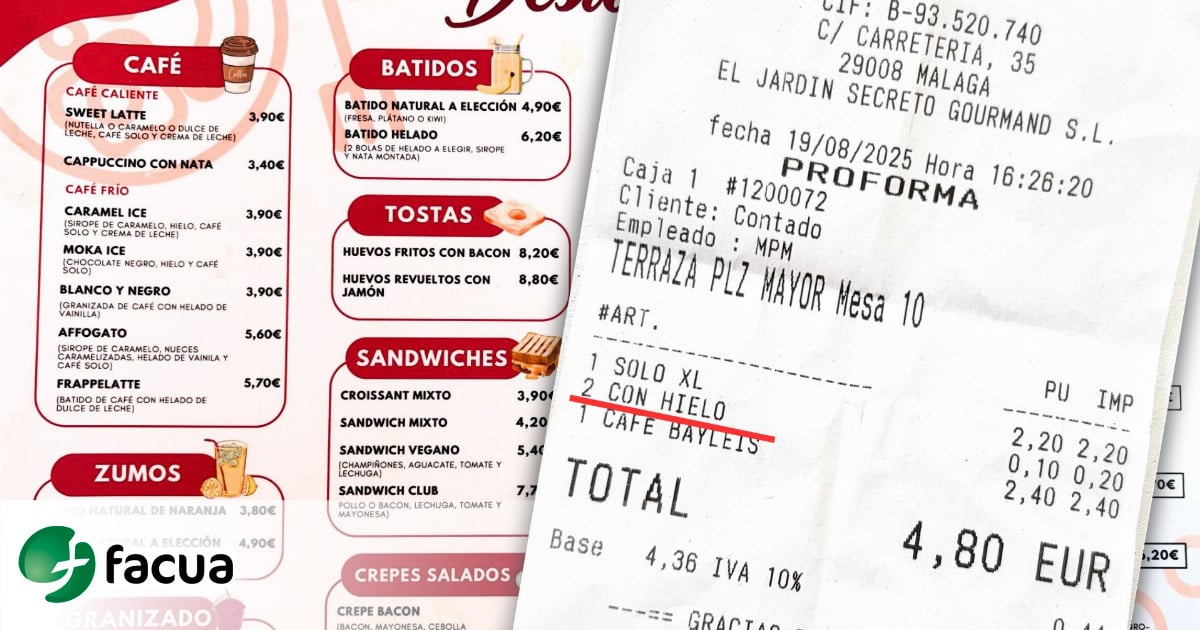 CAFÉ
CAFÉ CALIENTE
SWEET LATTE 3,90€
(NUTELLA O CARAMELO O DULCE DE
LECHE, CAFÉ SOLO Y CREMA DE LECHE)
CAPPUCCINO CON NATA 3,40€
CAFÉ FRÍO
CARAMEL ICE 3,90€
(SIROPE DE CARAMELO, HIELO, CAFÉ
SOLO Y CREMA DE LECHE)
MOKA ICE 3,90€
(CHOCOLATE NEGRO, HIELO Y CAFÉ
SOLO)
BLANCO Y NEGRO 3,90€
(GRANIZADA DE CAFÉ CON HELADO DE
VAINILLA)
AFFOGATO 5,60€
(SIROPE DE CARAMELO, NUECES
CARAMELIZADAS, HELADO DE VAINILA Y
CAFÉ SOLO)
FRAPPELATTE 5,70€
(BATIDO DE CAFÉ CON HELADO DE
DULCE DE LECHE)
ZUMOS
NATURAL DE NARANJA 3,80€
A ELECCIÓN 4,90€
GRANIZADO
facua
BATIDOS
BATIDO NATURAL A ELECCIÓN 4,90€
(FRESA, PLÁTANO O KIWI)
BATIDO HELADO 6,20€
(2 BOLAS DE HELADO A ELEGIR, SIROPE
Y NATA MONTADA)
TOSTAS
HUEVOS FRITOS CON BACON 8,20€
HUEVOS REVUELTOS CON 8,80€
JAMÓN
SANDWICHES
CROISSANT MIXTO 3,90€
SANDWICH MIXTO 4,20
SANDWICH VEGANO 5,40
(CHAMPIÑONES, AGUACATE, TOMATE Y
LECHUGA)
SANDWICH CLUB 7,7
POLLO O BACON, LECHUGA, TOMATE Y
MAYONESA)
CREPES SALADOS
CREPE BACON
(BACON, MAYONESA, CEBOLLA
CIF: B-93.520.740
C/ CARRETERIA, 35
29008 MALAGA
EL JARDIN SECRETO GOURMAND S.L.
fecha 19/08/2025 Hora 16:26:20
PROFORMA
Caja 1 #1200072
Cliente: Contado
Empleado : MPM
TERRAZA PLZ MAYOR Mesa 10
#ART. PU IMP
1 SOLO XL 2,20 2,20
2 CON HIELO 0,10 0,20
1 CAFE BAYLEIS 2,40 2,40
TOTAL 4,80 EUR
Base 4,36 IVA 10%